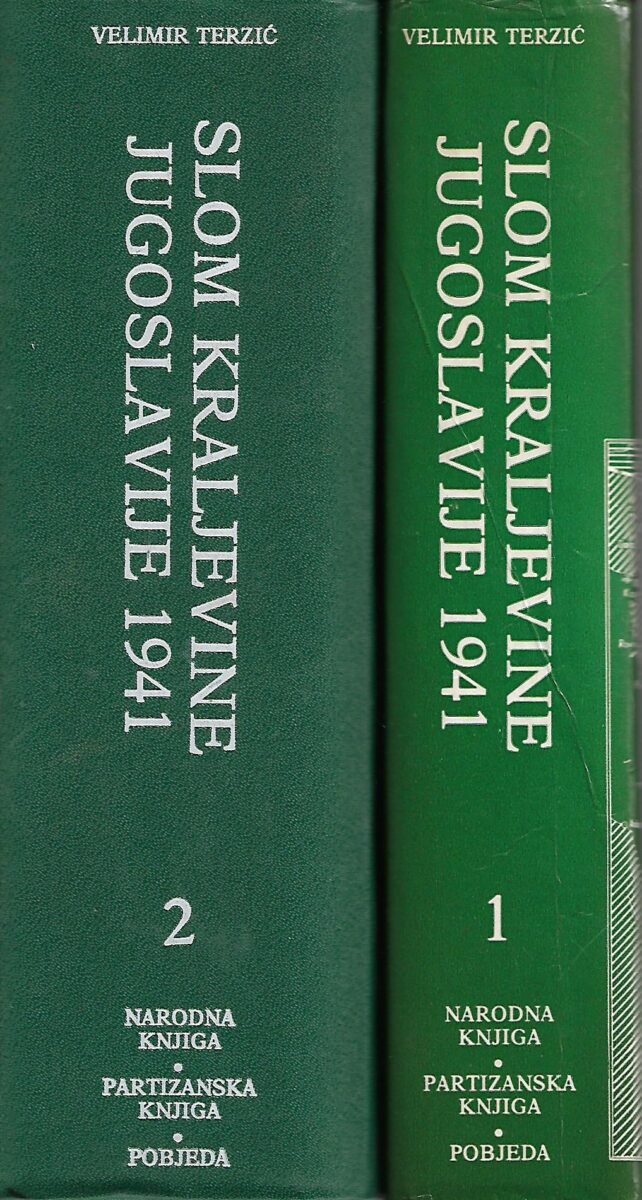 VELIMIR TERZIĆ
SLOM KRALJEVINE
JUGOSLAVIJE 1941
2
NARODNA
KNJIGA
•
PARTIZANSKA
KNJIGA
•
POBJEDA
VELIMIR TERZIĆ
SLOM KRALJEVINE
JUGOSLAVIJE 1941
1
NARODNA
KNJIGA
•
PARTIZANSKA
KNJIGA
•
POBJEDA